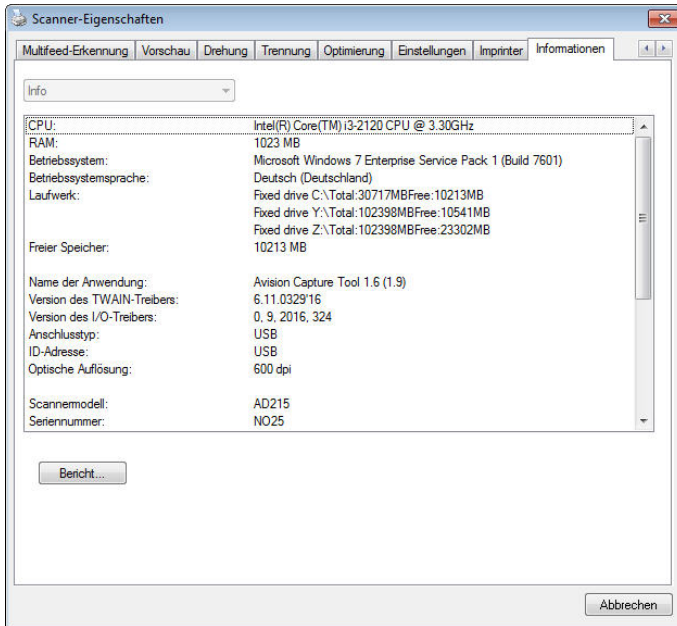 Scanner-Eigenschaften
Multifeed-Erkennung Vorschau Drehung Trennung Optimierung Einstellungen Imprinter Informationen
Info
CPU: Intel(R) Core(TM) i3-2120 CPU @ 3.30GHz
RAM: 1023 MB
Betriebssystem: Microsoft Windows 7 Enterprise Service Pack 1 (Build 7601)
Betriebssystemsprache: Deutsch (Deutschland)
Laufwerk: Fixed drive C:\Total:30717MBFree:10213MB
Fixed drive Y:\Total:102398MBFree:10541MB
Fixed drive Z:\Total:102398MBFree:23302MB
Freier Speicher: 10213 MB
Name der Anwendung: Avision Capture Tool 1.6 (1.9)
Version des TWAIN-Treibers: 6.11.0329'16
Version des I/O-Treibers: 0, 9, 2016, 324
Anschlusstyp: USB
ID-Adresse: USB
Optische Auflösung: 600 dpi
Scannermodell: AD215
Seriennummer: NO25
Bericht...
Abbrechen